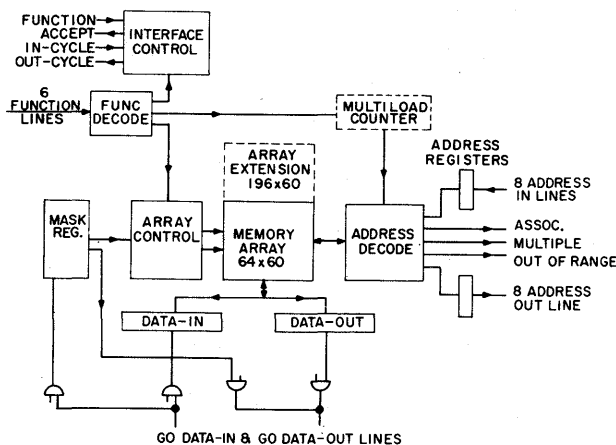 FUNCTION
ACCEPT
IN-CYCLE
OUT-CYCLE
INTERFACE
CONTROL
6
FUNCTION
LINES
FUNC
DECODE
MULTILOAD
COUNTER
ARRAY
EXTENSION
196x60
ADDRESS
REGISTERS
8 ADDRESS
IN LINES
MASK
REG.
ARRAY
CONTROL
MEMORY
ARRAY
64x60
ADDRESS
DECODE
ASSOC.
MULTIPLE
OUT OF RANGE
8 ADDRESS
OUT LINE
DATA-IN
DATA-OUT
GO DATA-IN & GO DATA-OUT LINES